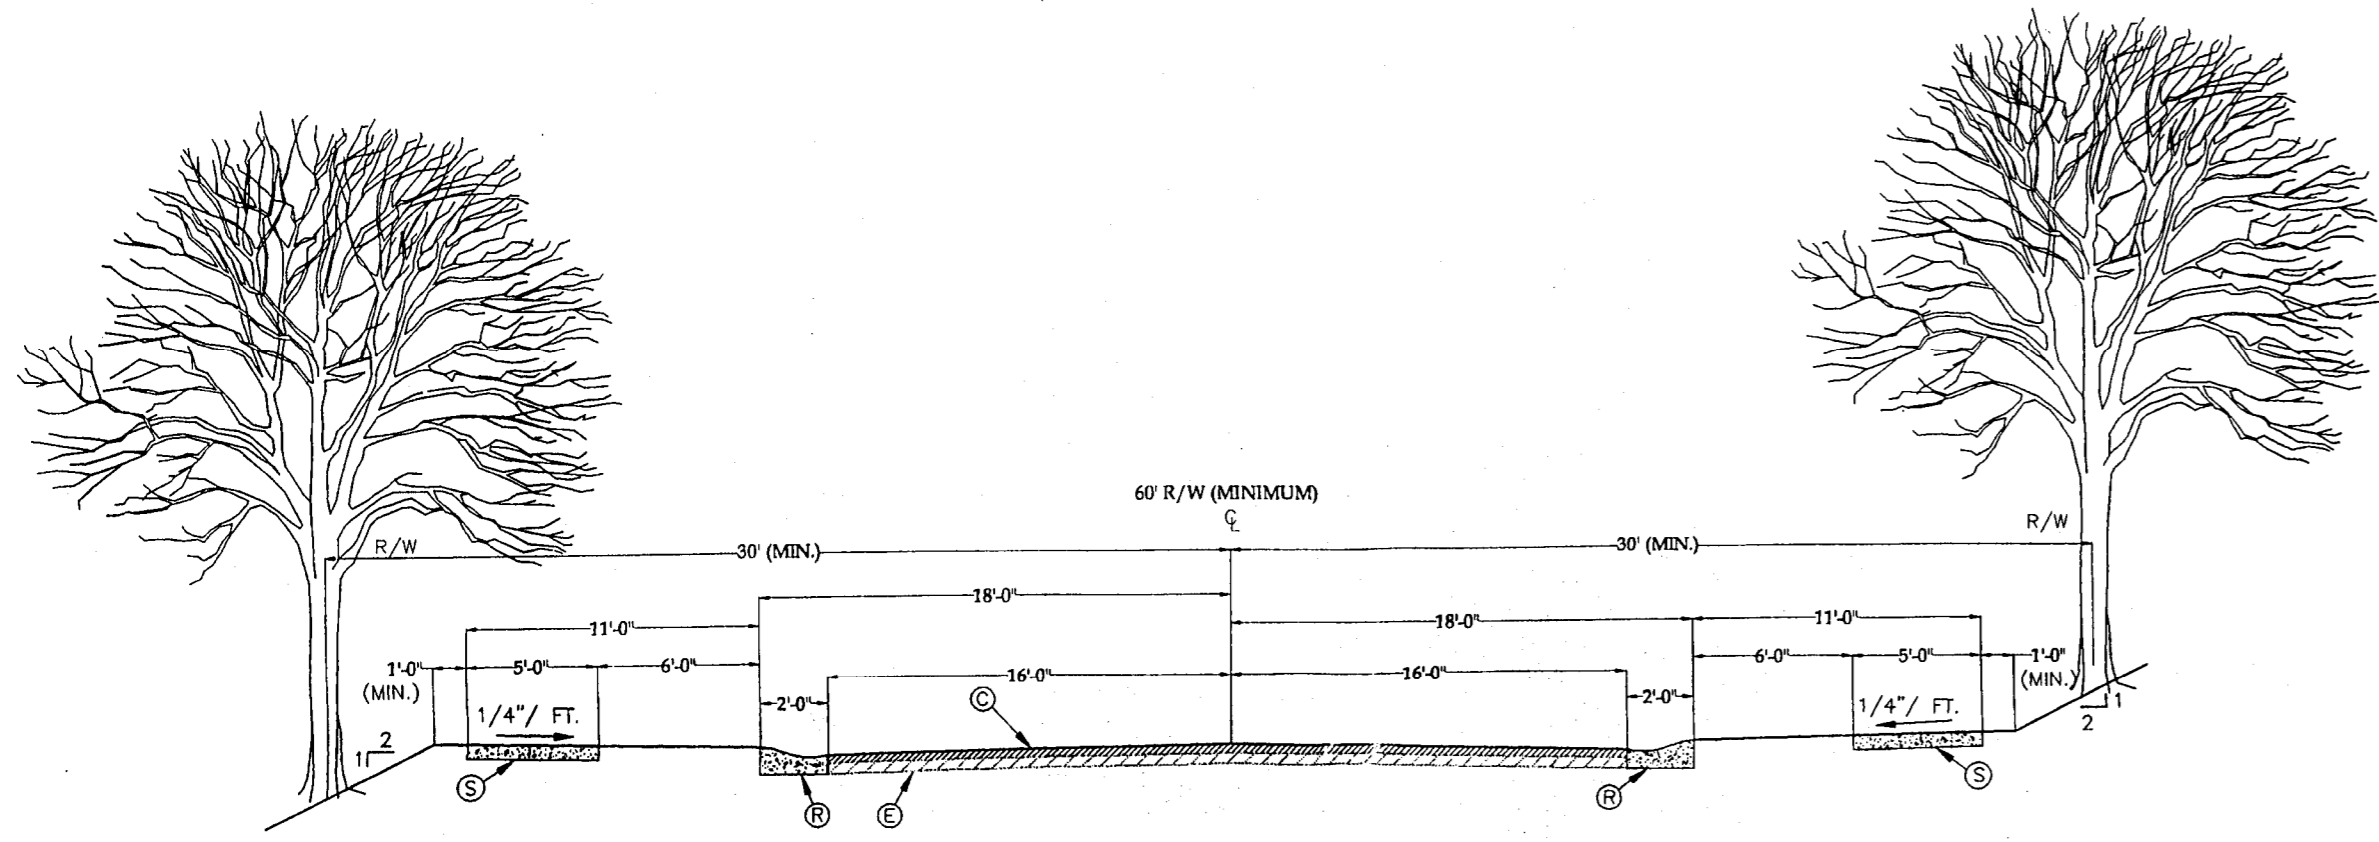 60' R/W (MINIMUM)
℄
R/W
R/W
30' (MIN.)
30' (MIN.)
18'-0"
11'-0"
18'-0"
11'-0"
1'-0"
(MIN.)
5'-0"
6'-0"
16'-0"
16'-0"
6'-0"
5'-0"
1'-0"
(MIN.)
2'-0"
C
2'-0"
1/4"/ FT.
1/4"/ FT.
2
1
1
2
S
R
E
R
S